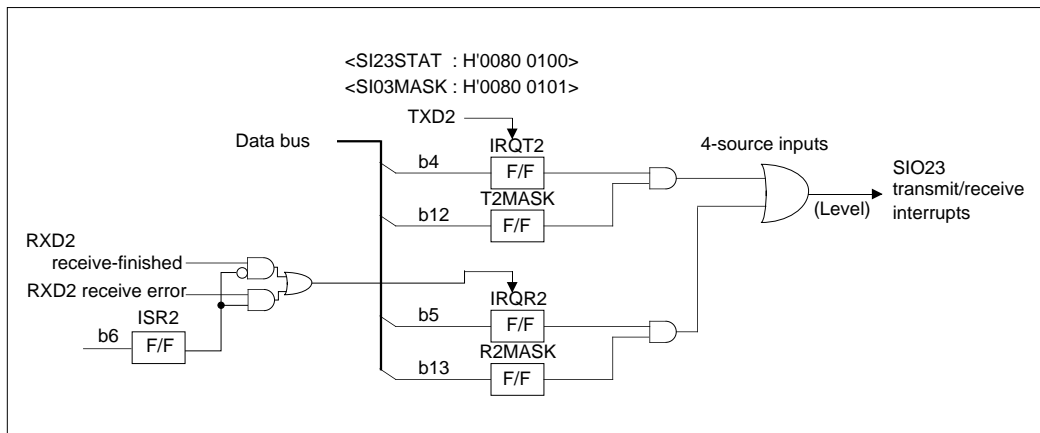 <SI23STAT : H'0080 0100>
<SI03MASK : H'0080 0101>
TXD2
Data bus
IRQT2
4-source inputs
b4
F/F
SIO23
transmit/receive
interrupts
(Level)
T2MASK
b12
F/F
RXD2
receive-finished
RXD2 receive error
IRQR2
ISR2
b5
F/F
b6
F/F
R2MASK
b13
F/F